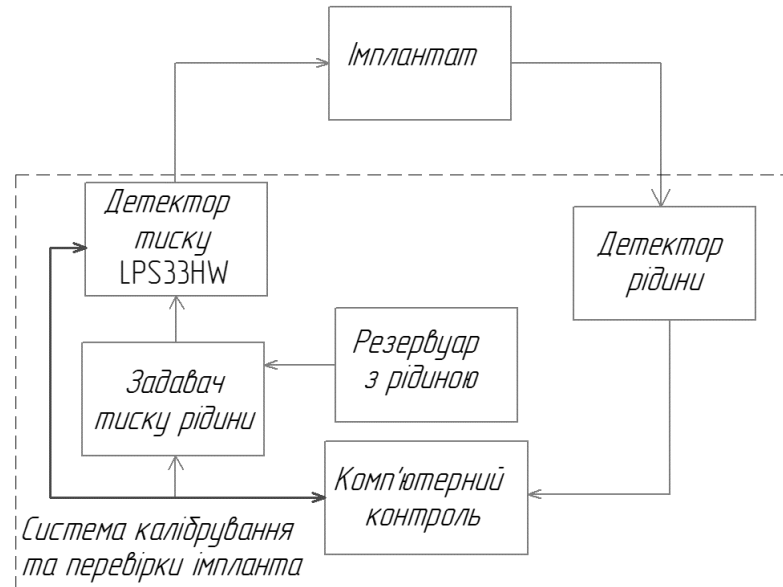 Імплантат
Детектор
тиску
LPS33HW
Детектор
рідини
Резервуар
з рідиною
Задавач
тиску рідини
Комп'ютерний
контроль
Система калібрування
та перевірки імпланта